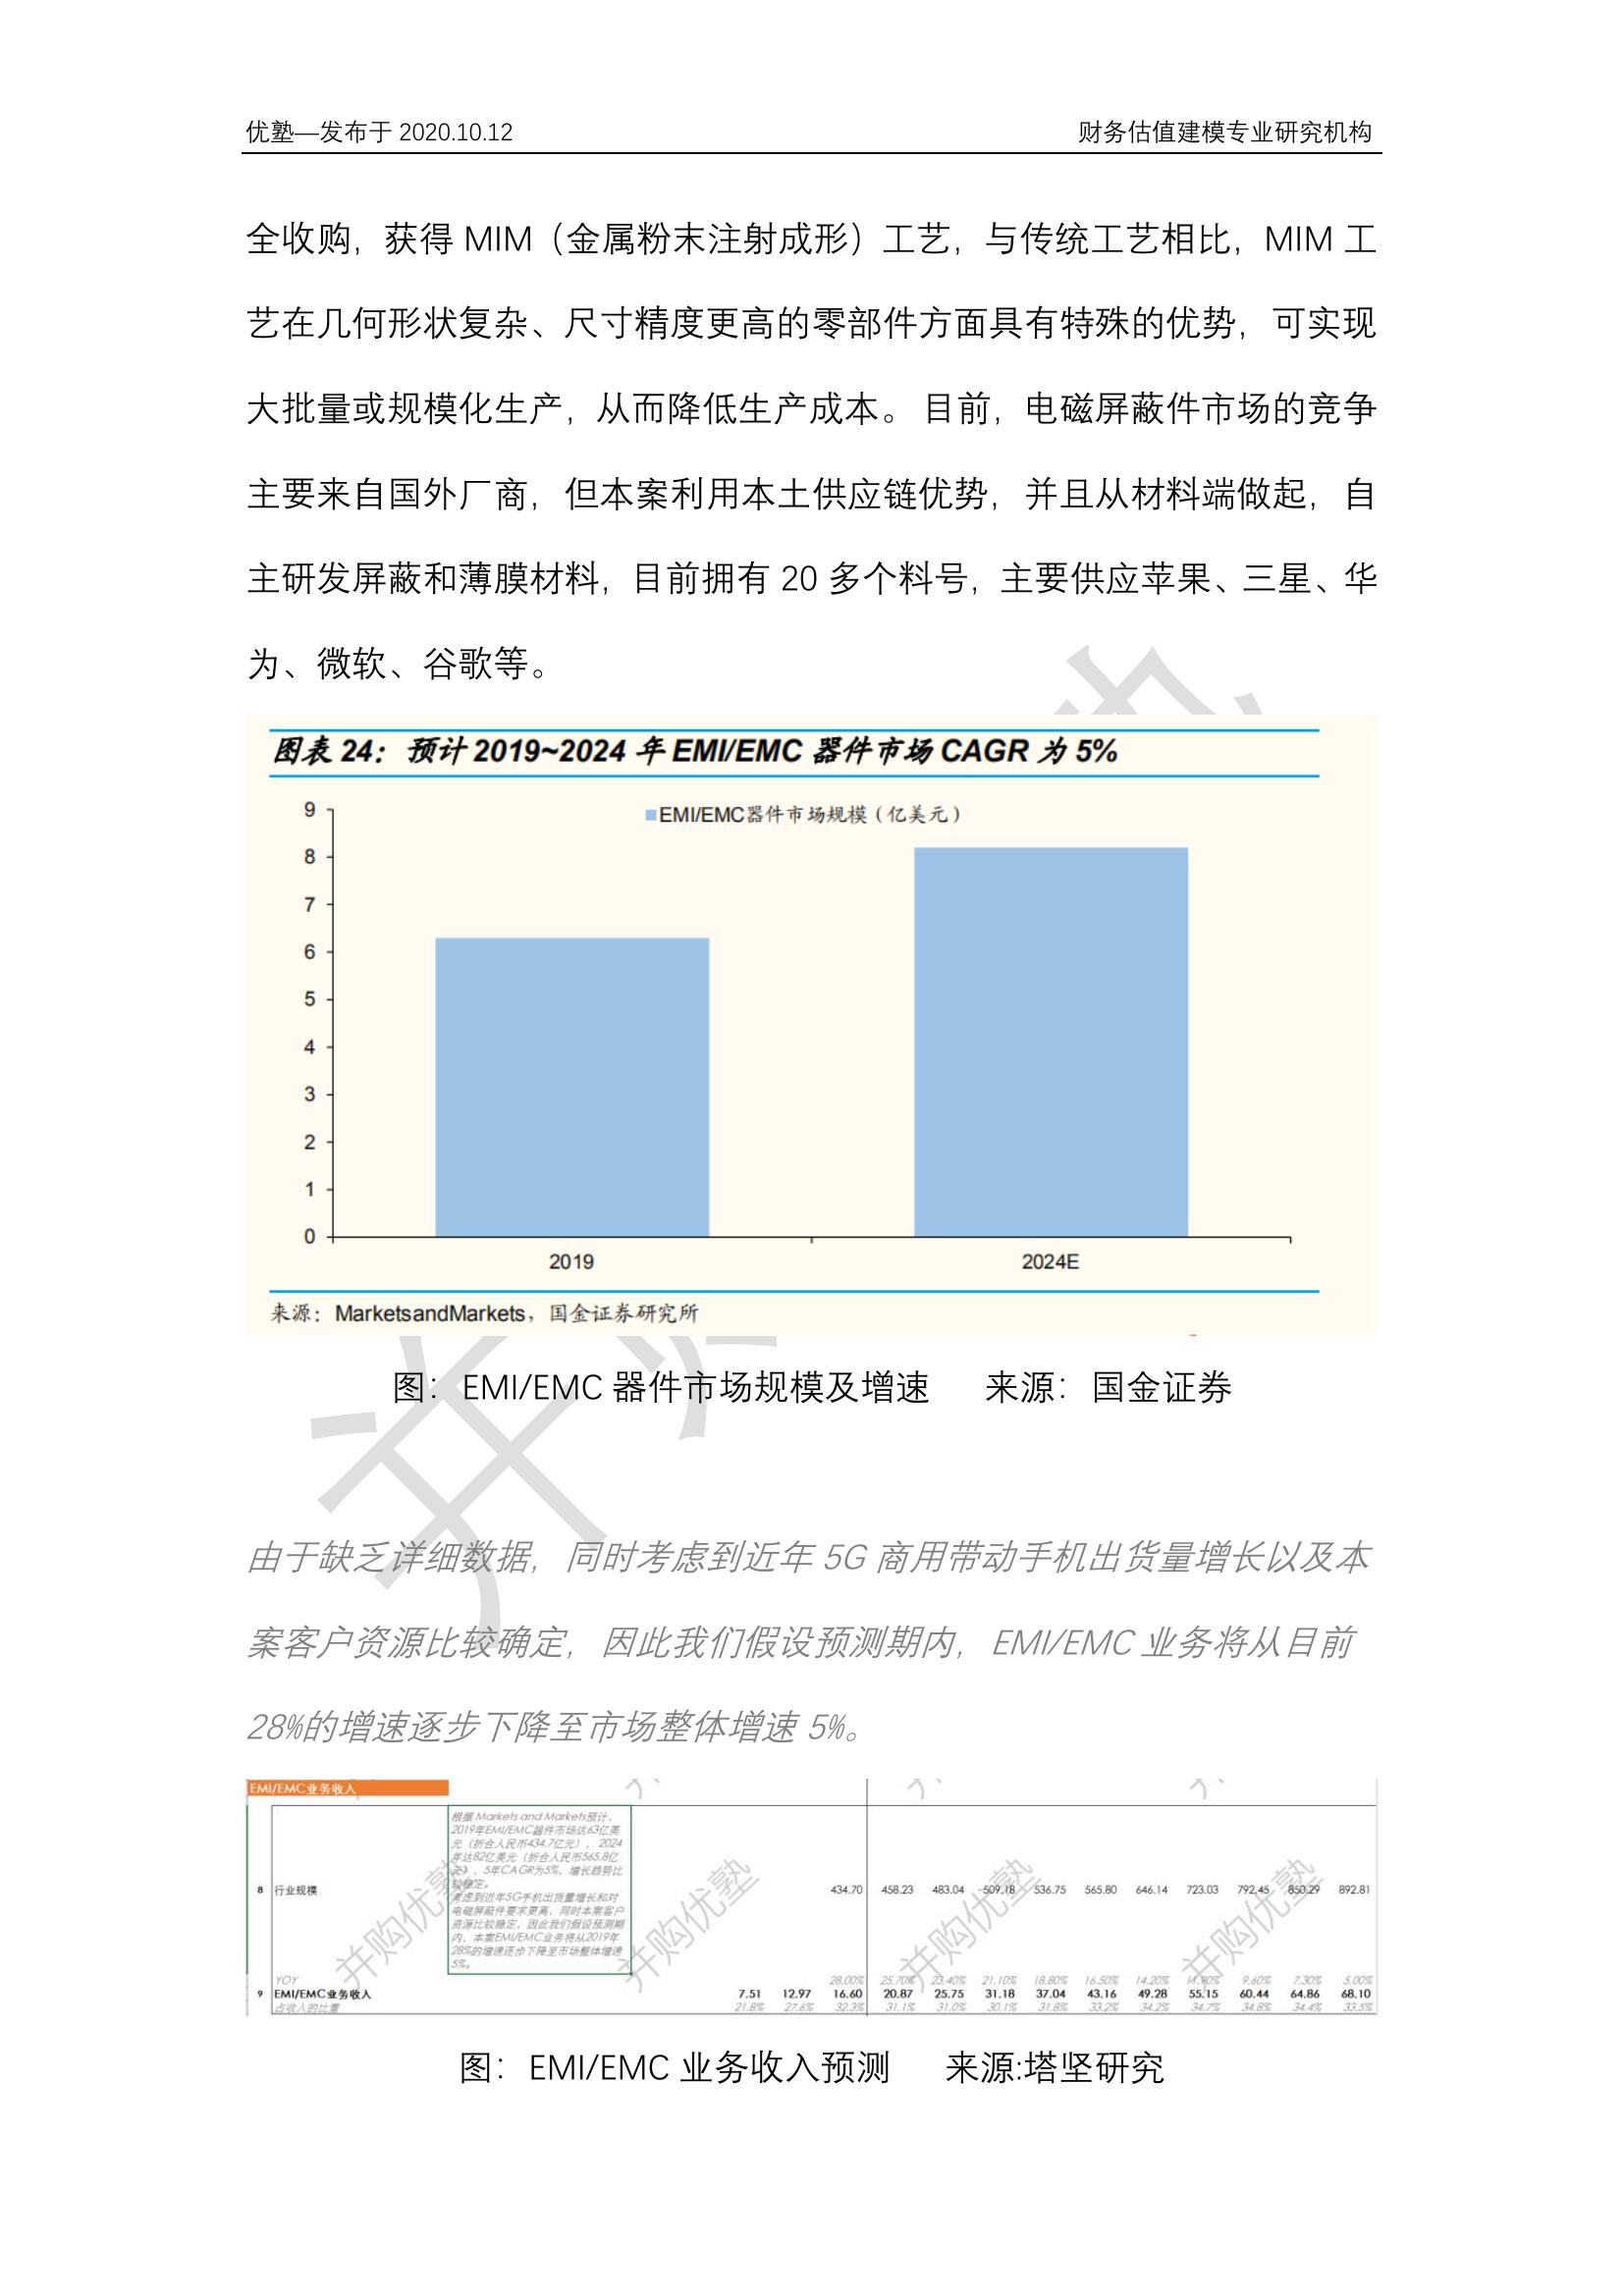 优塾—发布于 2020.10.12 财务估值建模专业研究机构
全收购，获得 MIM（金属粉末注射成形）工艺，与传统工艺相比，MIM 工
艺在几何形状复杂、尺寸精度更高的零部件方面具有特殊的优势，可实现
大批量或规模化生产，从而降低生产成本。 目前，电磁屏蔽件市场的竞争
主要来自国外厂商，但本案利用本土供应链优势，并且从材料端做起，自
主研发屏蔽和薄膜材料，目前拥有 20 多个料号，主要供应苹果、三星、华
为、微软、谷歌等。
图表 24：预计 2019~2024 年 EMI/EMC 器件市场 CAGR 为 5%
EMI/EMC器件市场规模（亿美元）
9
8
7
6
5
4
3
2
1
0
2019 2024E
来源：MarketsandMarkets，国金证券研究所
图： EMI/EMC 器件市场规模及增速 来源： 国金证券
由于缺乏详细数据，同时考虑到近年 5G 商用带动手机出货量增长以及本
案客户资源比较确定，因此我们假设预测期内，EMI/EMC 业务将从目前
28%的增速逐步下降至市场整体增速 5%。
EMI/EMC业务收入
根据 Markets and Markets预计，
2019年EMI/EMC器件市场达63亿美
元（折合人民币434.7亿元），2024
年达82亿美元（折合人民币565.8亿
元），5年CAGR为5%，增长趋势比
较稳定。
考虑到近年5G手机出货量增长和对
电磁屏蔽件要求更高，同时本案客户
资源比较稳定，因此我们假设预测期
内，本案EMI/EMC业务将从2019年
28%的增速逐步下降至市场整体增速
5%。
8 行业规模 434.70 458.23 483.04 509.18 536.75 565.80 646.14 723.03 792.45 850.29 892.81
YOY 28.00% 25.70% 23.40% 21.10% 18.80% 16.50% 14.20% 11.90% 9.60% 7.30% 5.00%
9 EMI/EMC业务收入 7.51 12.97 16.60 20.87 25.75 31.18 37.04 43.16 49.28 55.15 60.44 64.86 68.10
占收入的比重 21.8% 27.6% 32.3% 31.1% 31.0% 30.1% 31.8% 33.2% 34.2% 34.7% 34.8% 34.4% 33.5%
并购优塾
并购优塾
并购优塾
并购优塾
图： EMI/EMC 业务收入预测 来源:塔坚研究